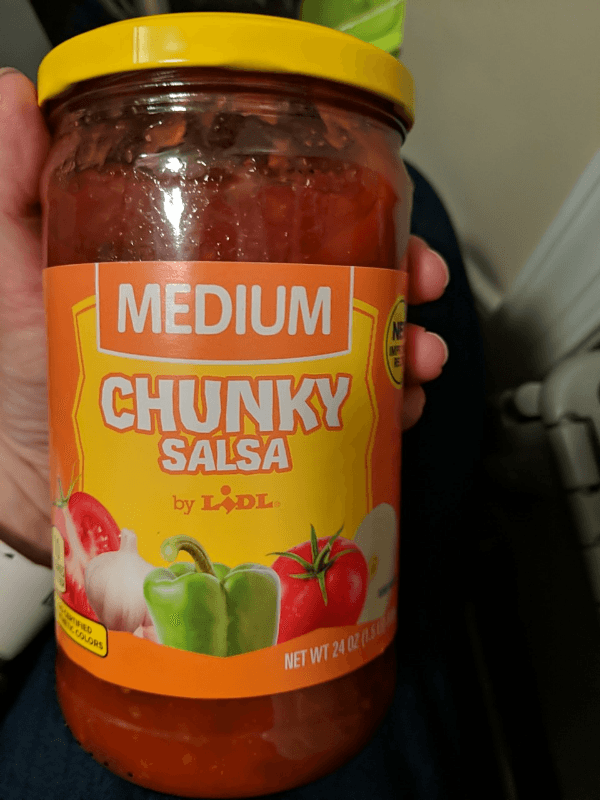 MEDIUM
CHUNKY
SALSA
by LIDL
NET WT 24 OZ